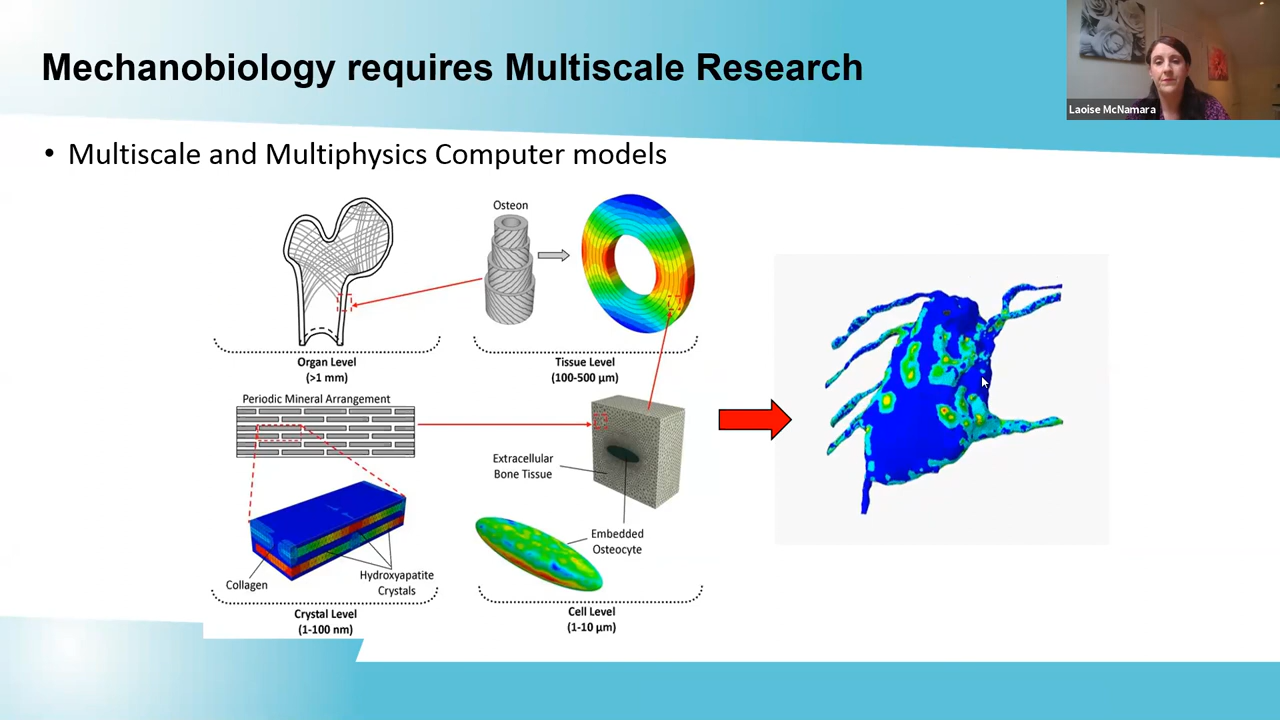 Mechanobiology requires Multiscale Research
Laoise McNamara
• Multiscale and Multiphysics Computer models
Osteon
Organ Level
(>1 mm)
Tissue Level
(100-500 µm)
Periodic Mineral Arrangement
Extracellular
Bone Tissue
Embedded
Osteocyte
Collagen
Hydroxyapatite
Crystals
Crystal Level
(1-100 nm)
Cell Level
(1-10 µm)